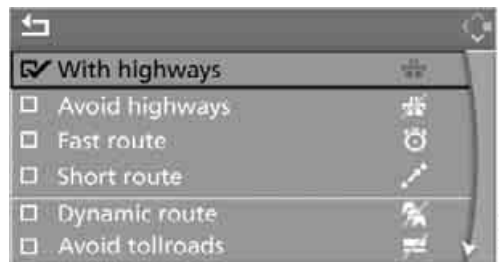 With highways
Avoid highways
Fast route
Short route
Dynamic route
Avoid tollroads